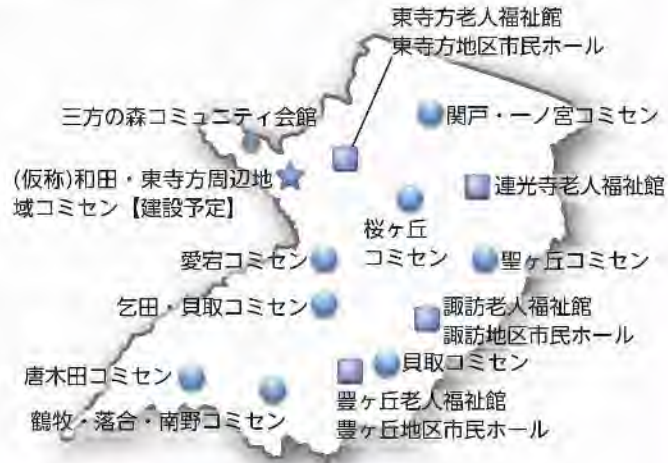 東寺方老人福祉館
東寺方地区市民ホール
三方の森コミュニティ会館
関戸・一ノ宮コミセン
(仮称)和田・東寺方周辺地
域コミセン【建設予定】
連光寺老人福祉館
桜ヶ丘
コミセン
愛宕コミセン
聖ヶ丘コミセン
乞田・貝取コミセン
諏訪老人福祉館
諏訪地区市民ホール
貝取コミセン
唐木田コミセン
鶴牧・落合・南野コミセン
豊ヶ丘老人福祉館
豊ヶ丘地区市民ホール